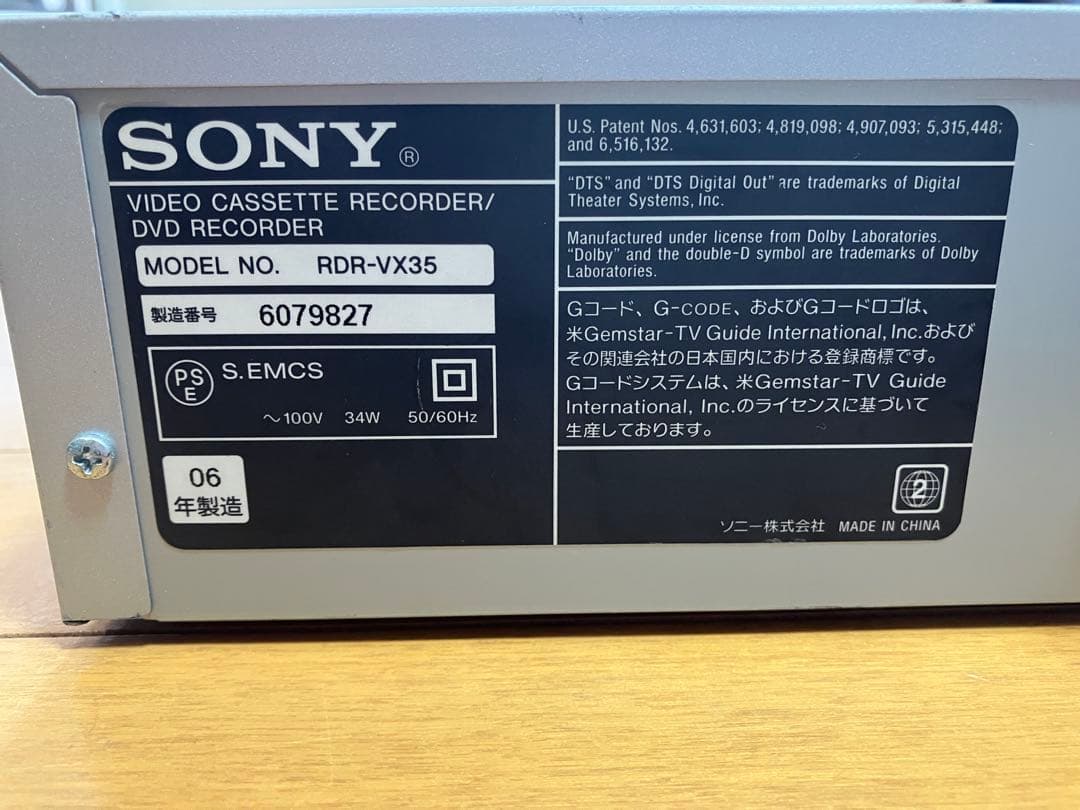 SONY®
VIDEO CASSETTE RECORDER/
DVD RECORDER
MODEL NO. RDR-VX35
製造番号 6079827
PSE S.EMCS
～100V 34W 50/60Hz
06
年製造
U.S. Patent Nos. 4,631,603; 4,819,098; 4,907,093; 5,315,448;
and 6,516,132.
"DTS" and "DTS Digital Out" are trademarks of Digital
Theater Systems, Inc.
Manufactured under license from Dolby Laboratories.
"Dolby" and the double-D symbol are trademarks of Dolby
Laboratories.
Gコード、G-CODE、およびGコードロゴは、
米Gemstar-TV Guide International, Inc.および
その関連会社の日本国内における登録商標です。
Gコードシステムは、米Gemstar-TV Guide
International, Inc.のライセンスに基づいて
生産しております。
2
ソニー株式会社 MADE IN CHINA